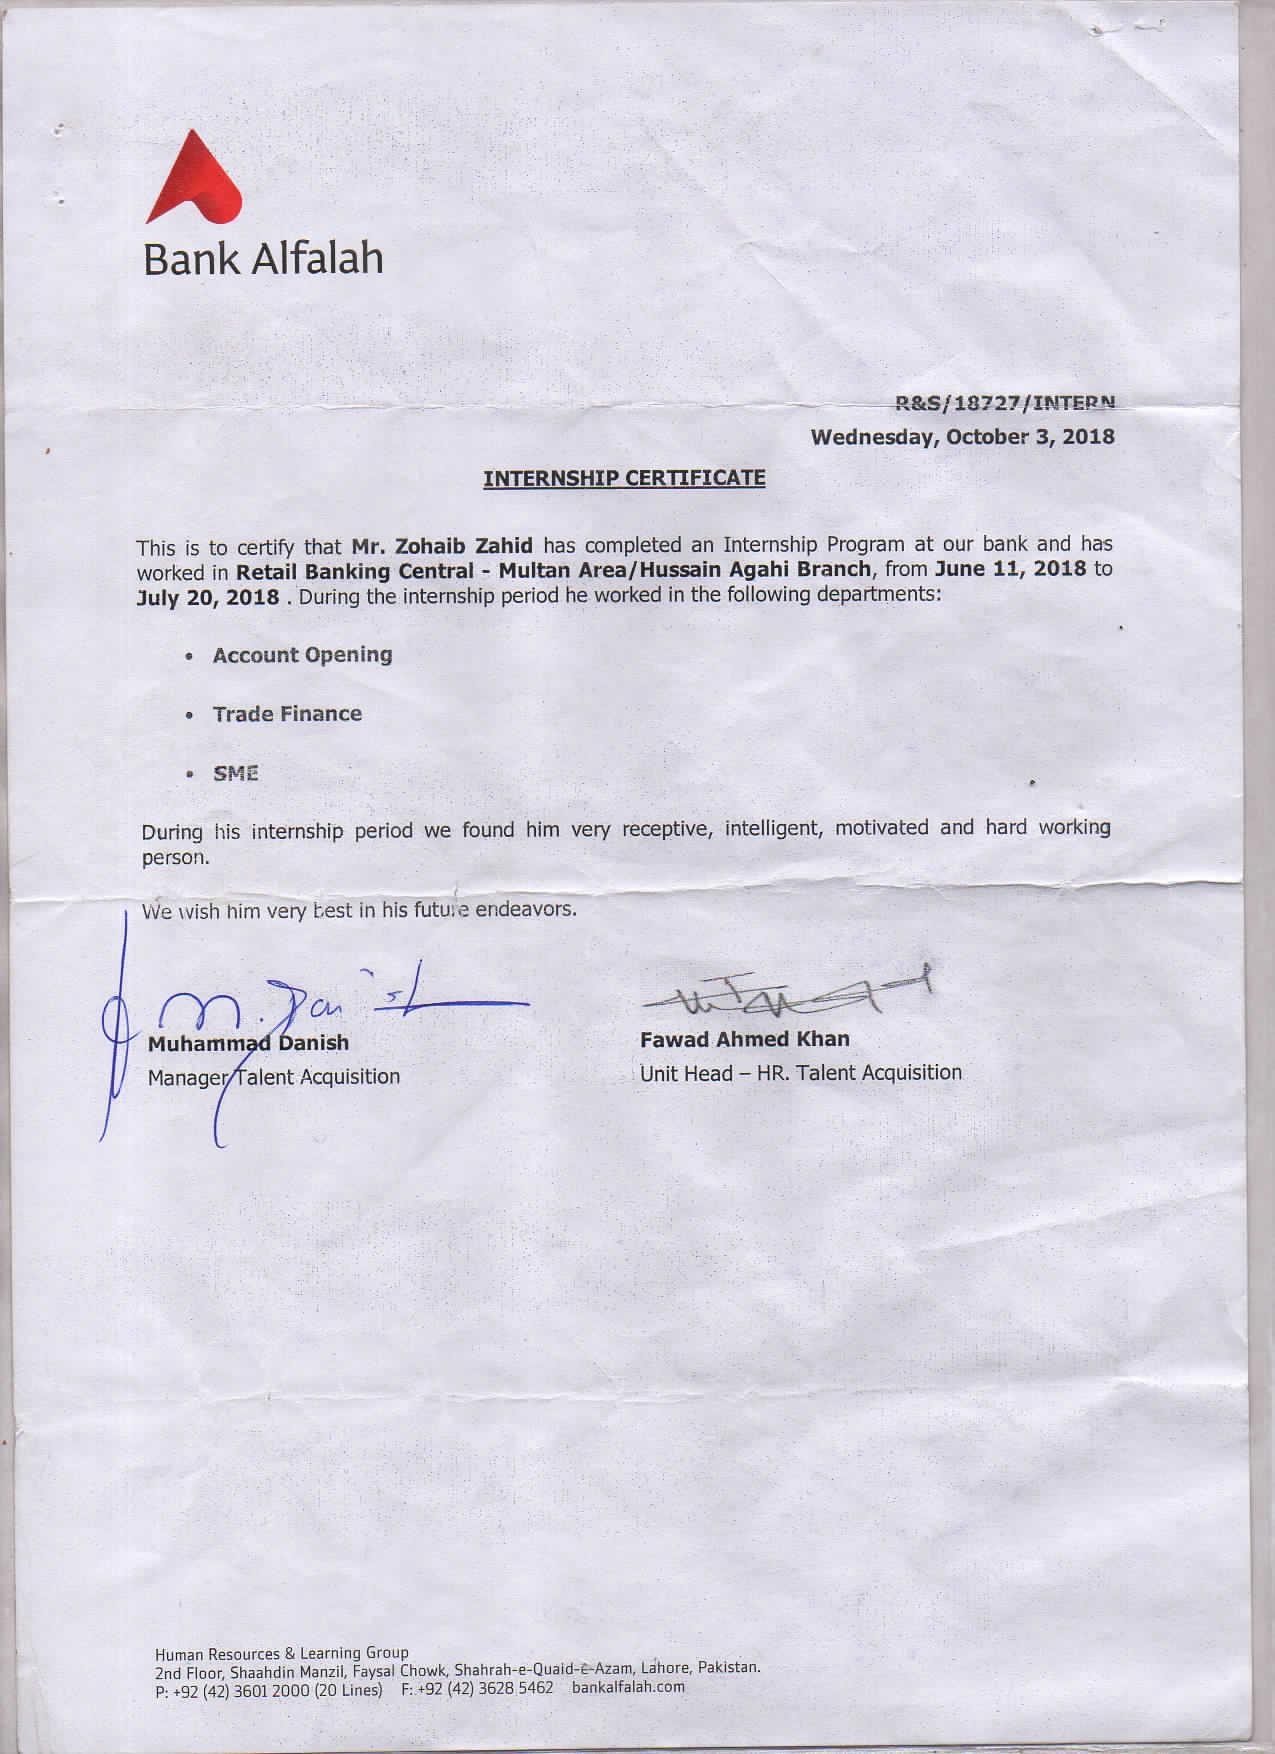 Bank Alfalah
R&S/18727/INTERN
Wednesday, October 3, 2018
INTERNSHIP CERTIFICATE
This is to certify that Mr. Zohaib Zahid has completed an Internship Program at our bank and has
worked in Retail Banking Central - Multan Area/Hussain Agahi Branch, from June 11, 2018 to
July 20, 2018 . During the internship period he worked in the following departments:
• Account Opening
• Trade Finance
• SME
During his internship period we found him very receptive, intelligent, motivated and hard working
person.
We wish him very best in his future endeavors.
M. Danish
Muhammad Danish
Manager Talent Acquisition
Fawad Ahmed Khan
Unit Head – HR. Talent Acquisition
Human Resources & Learning Group
2nd Floor, Shaahdin Manzil, Faysal Chowk, Shahrah-e-Quaid-e-Azam, Lahore, Pakistan.
P: +92 (42) 3601 2000 (20 Lines) F: +92 (42) 3628 5462 bankalfalah.com